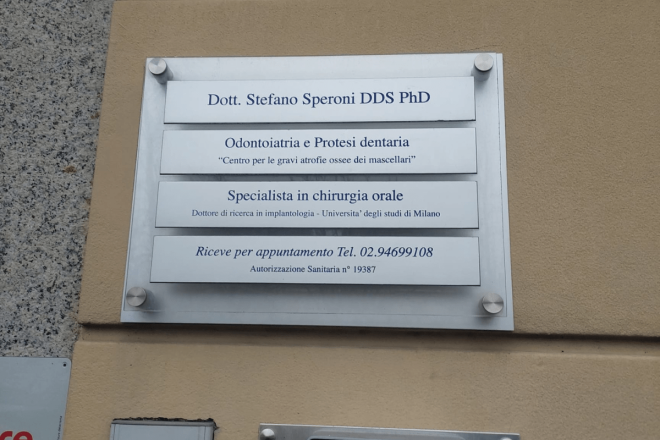 Dott. Stefano Speroni DDS PhD
Odontoiatria e Protesi dentaria
“Centro per le gravi atrofie ossee dei mascellari”
Specialista in chirurgia orale
Dottore di ricerca in implantologia - Universita’ degli studi di Milano
Riceve per appuntamento Tel. 02.94699108
Autorizzazione Sanitaria n° 19387